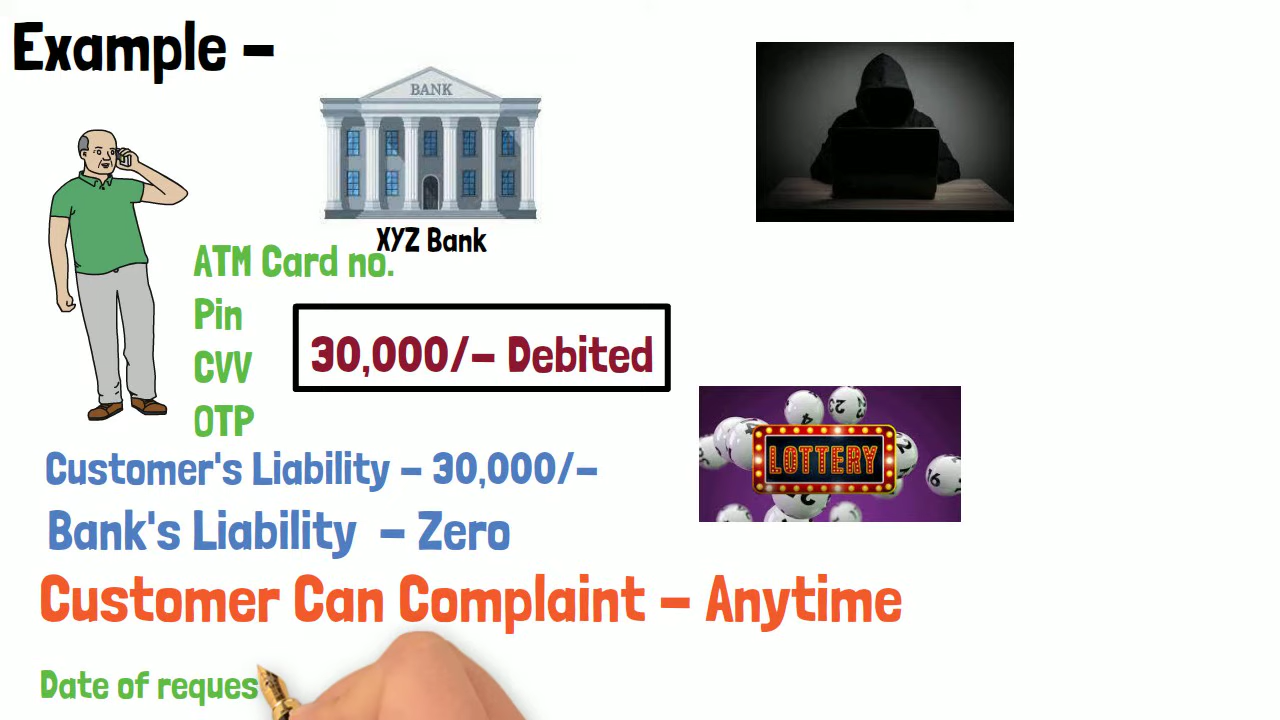 Example –
BANK
XYZ Bank
ATM Card no.
Pin
CVV
OTP
30,000/– Debited
LOTTERY
Customer's Liability – 30,000/–
Bank's Liability – Zero
Customer Can Complaint – Anytime
Date of reques